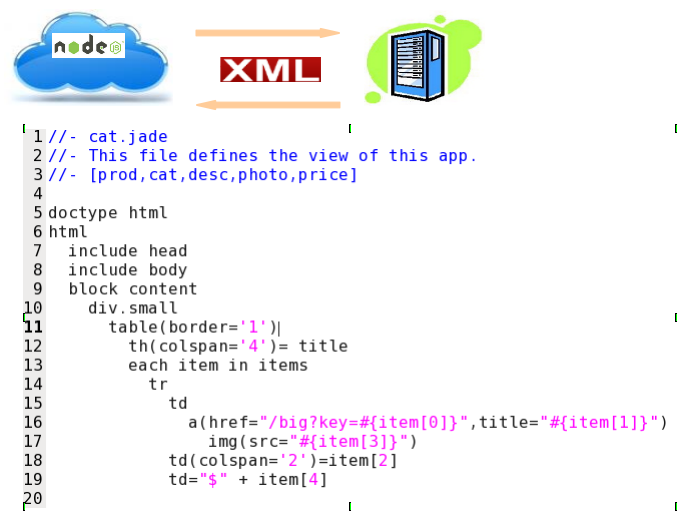 node JS
XML
1 //- cat.jade
2 //- This file defines the view of this app.
3 //- [prod,cat,desc,photo,price]
4
5 doctype html
6 html
7   include head
8   include body
9   block content
10     div.small
11       table(border='1')
12         th(colspan='4')= title
13         each item in items
14           tr
15             td
16               a(href="/big?key=#{item[0]}",title="#{item[1]}")
17                 img(src="#{item[3]}")
18             td(colspan='2')=item[2]
19             td="$" + item[4]
20